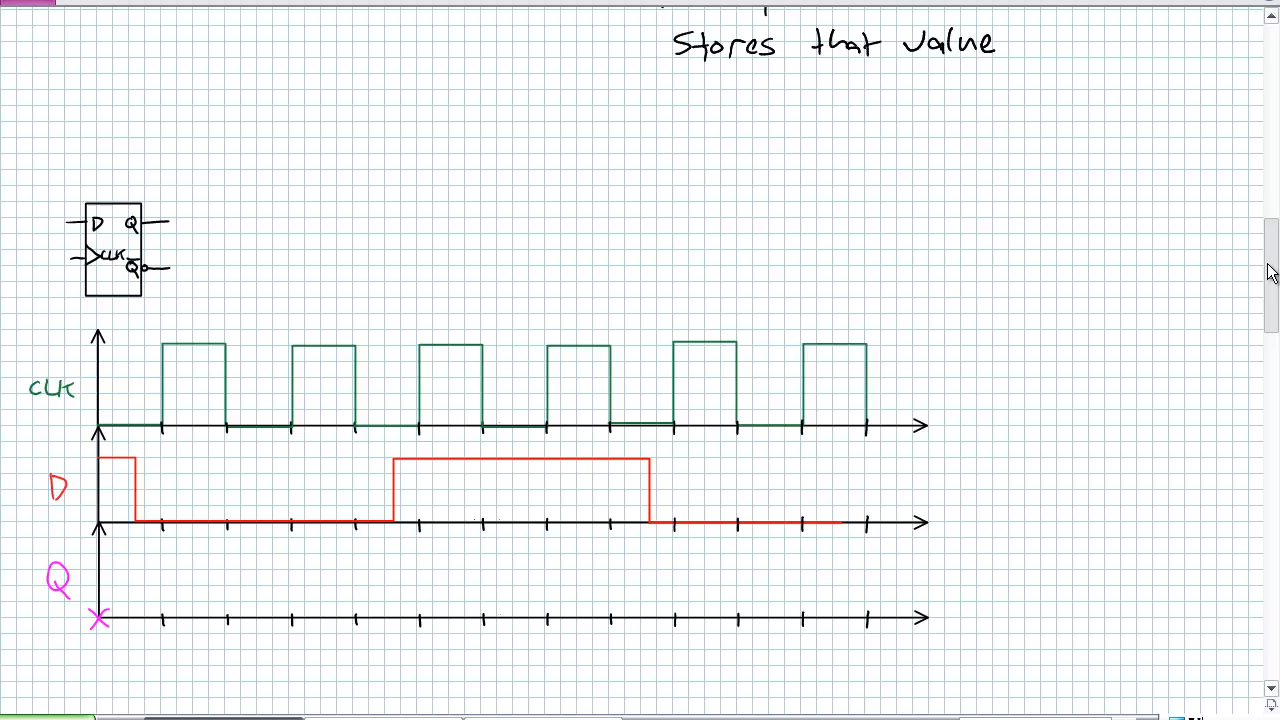 Stores that value
D Q
CLK
Q̅
CLK
D
Q
X